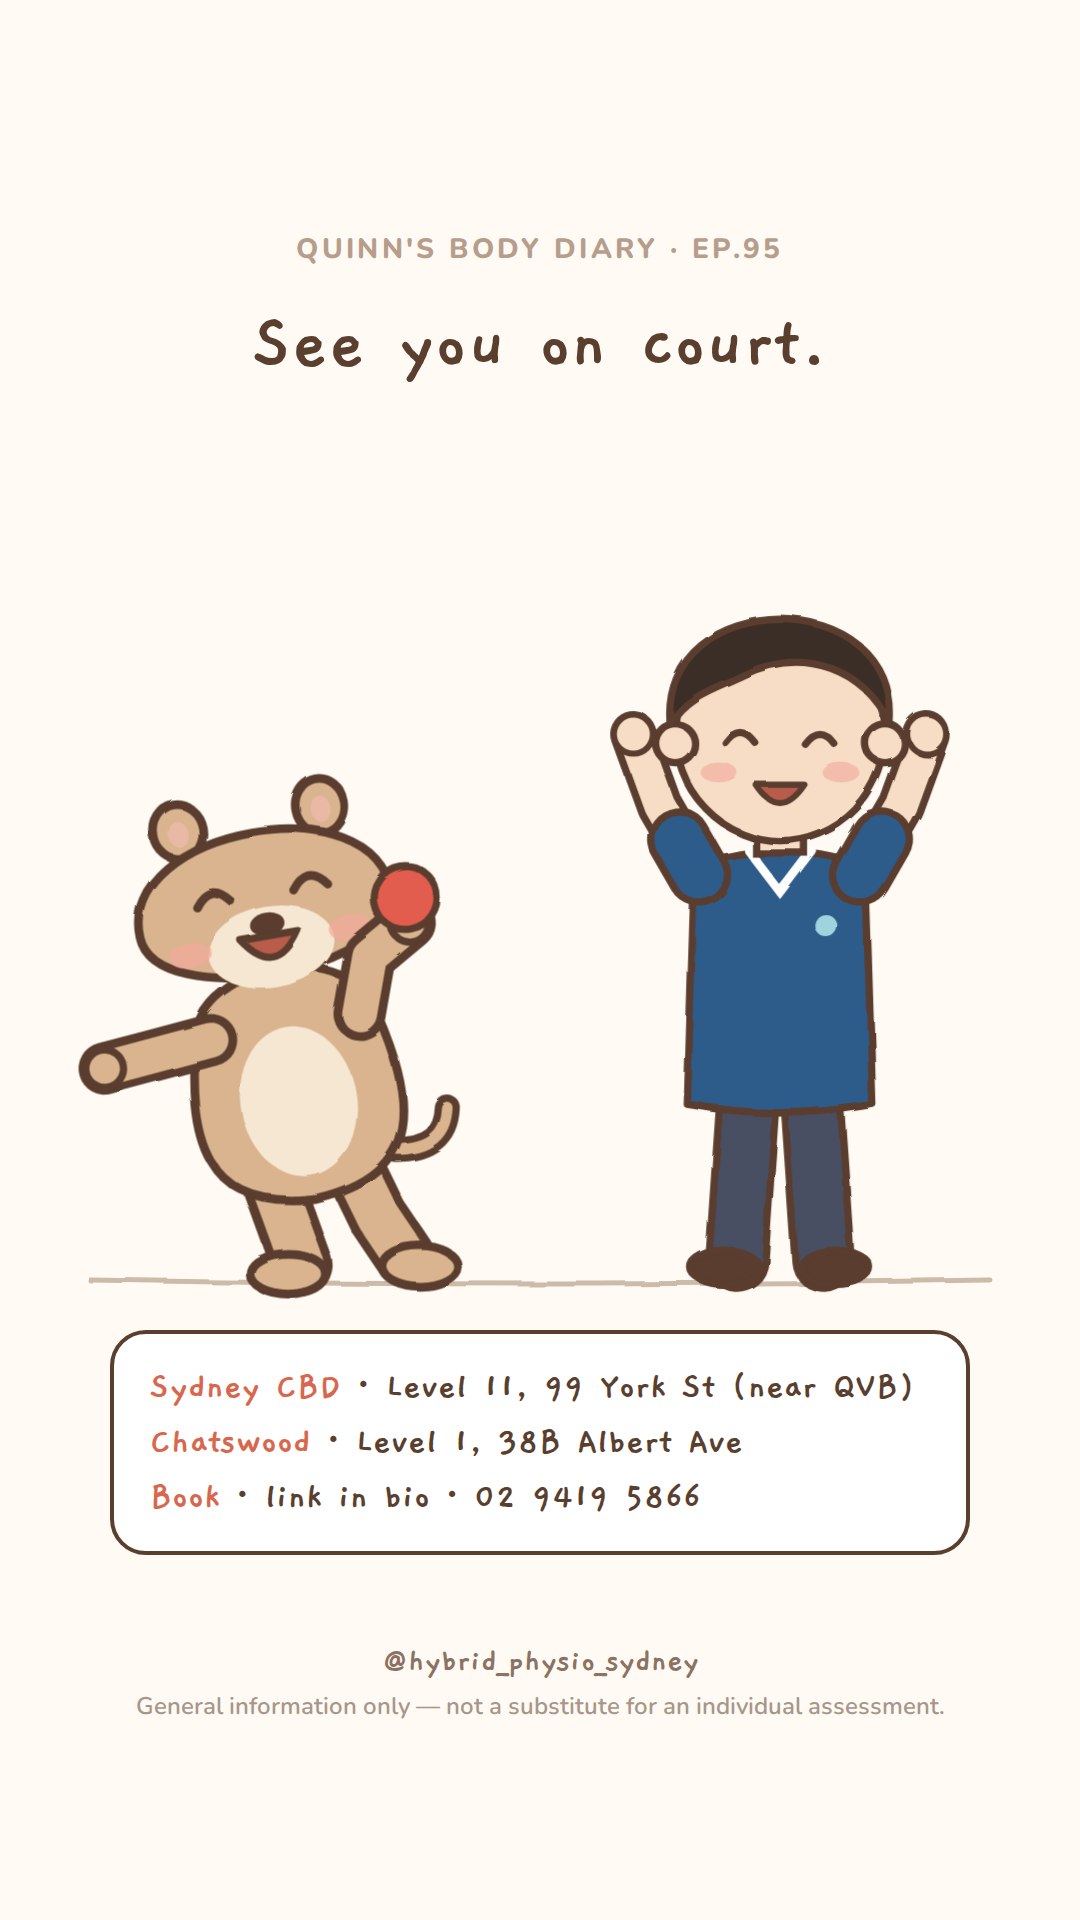 QUINN'S BODY DIARY · EP.95
See you on court.
Sydney CBD · Level 11, 99 York St (near QVB)
Chatswood · Level 1, 38B Albert Ave
Book · link in bio · 02 9419 5866
@hybrid_physio_sydney
General information only — not a substitute for an individual assessment.